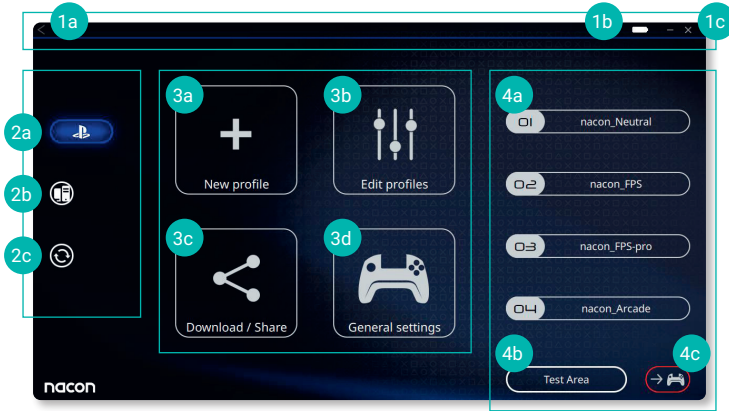 1a
1b
1c
2a
2b
2c
3a
New profile
3b
Edit profiles
3c
Download / Share
3d
General settings
4a
01 nacon_Neutral
02 nacon_FPS
03 nacon_FPS-pro
04 nacon_Arcade
4b
Test Area
4c
nacon